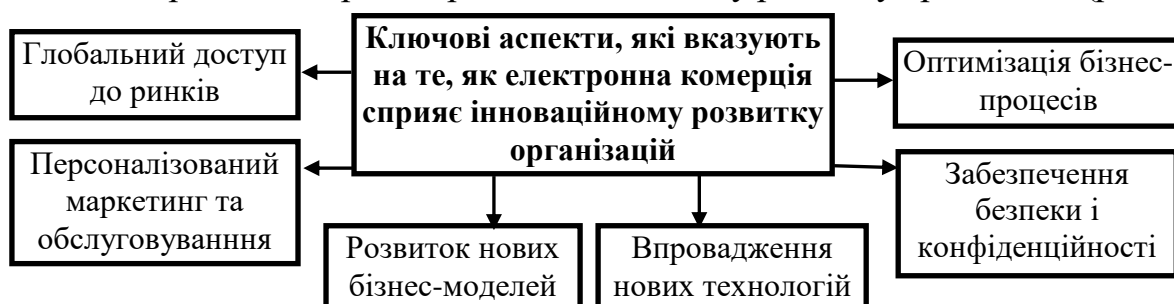 Ключові аспекти, які вказують
на те, як електронна комерція
сприяє інноваційному розвитку
організацій
Глобальний доступ
до ринків
Оптимізація бізнес-
процесів
Персоналізований
маркетинг та
обслуговуванння
Забезпечення
безпеки і
конфіденційності
Розвиток нових
бізнес-моделей
Впровадження
нових технологій